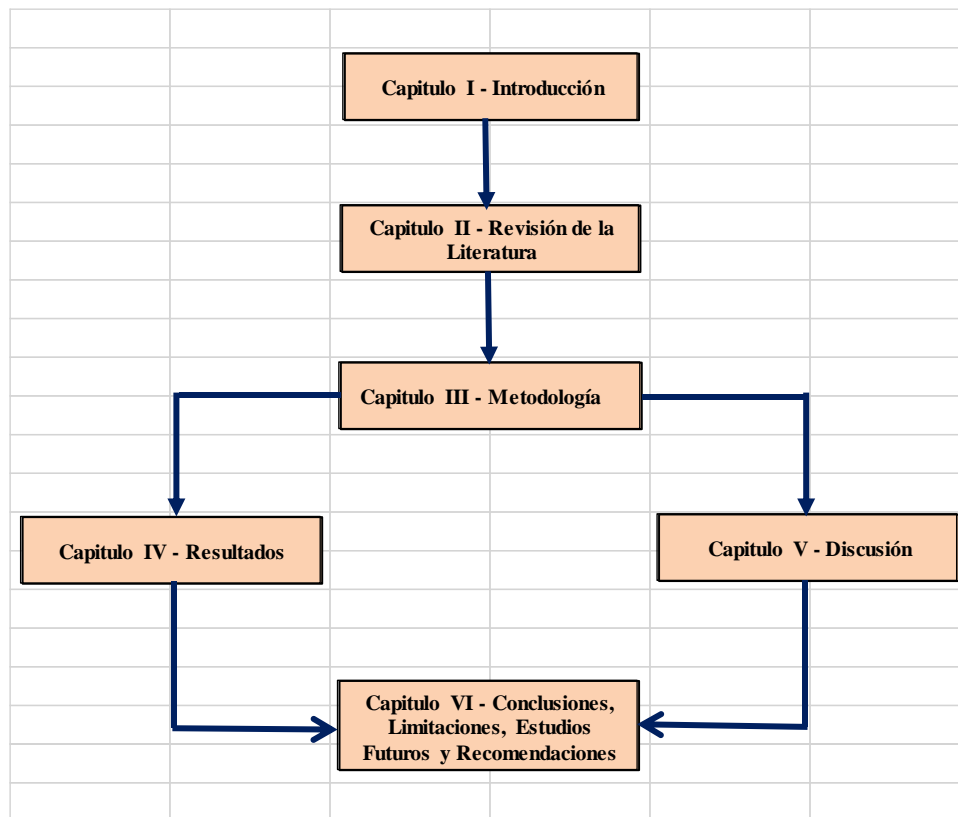 Capitulo I - Introducción
Capitulo II - Revisión de la
Literatura
Capitulo III - Metodología
Capitulo IV - Resultados
Capitulo V - Discusión
Capitulo VI - Conclusiones,
Limitaciones, Estudios
Futuros y Recomendaciones